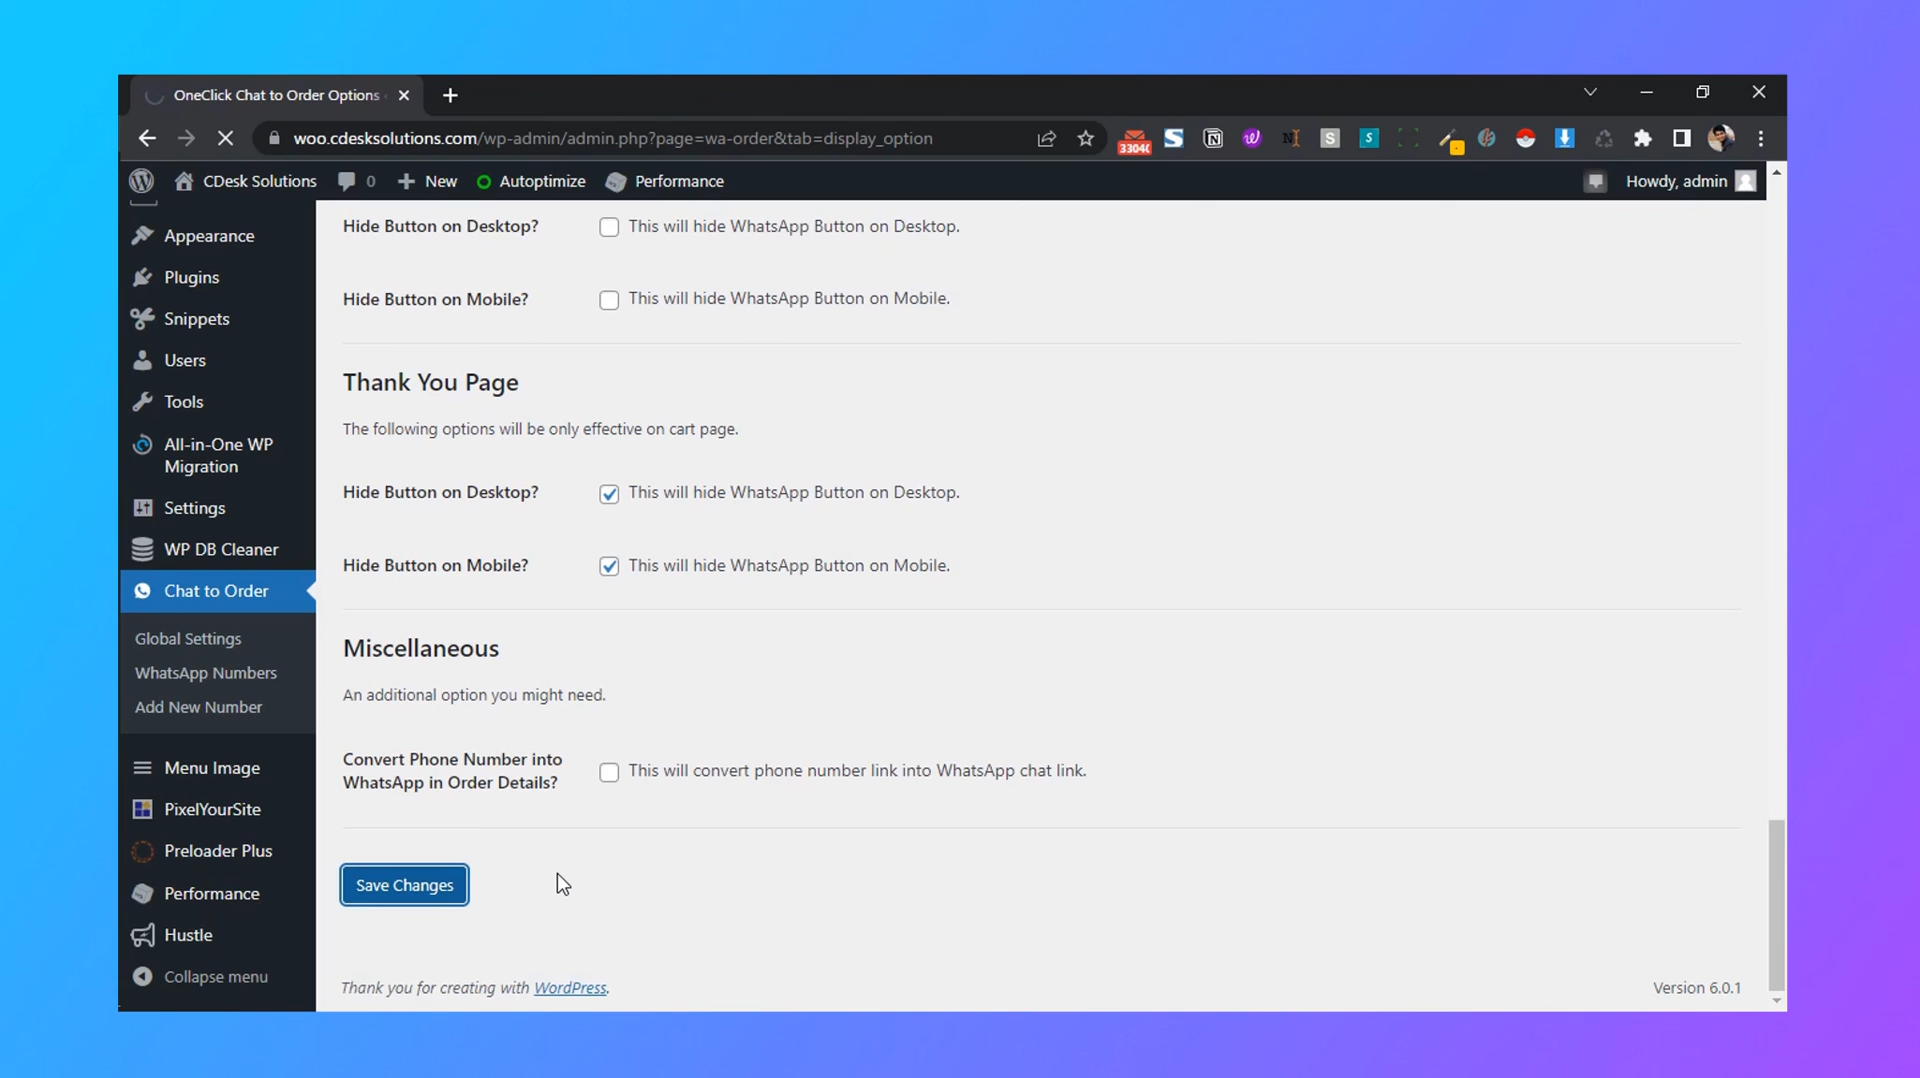 OneClick Chat to Order Options
woo.cdesksolutions.com/wp-admin/admin.php?page=wa-order&tab=display_option
3304
CDesk Solutions
0
New
Autoptimize
Performance
Howdy, admin
Appearance
Plugins
Snippets
Users
Tools
All-in-One WP
Migration
Settings
WP DB Cleaner
Chat to Order
Global Settings
WhatsApp Numbers
Add New Number
Menu Image
PixelYourSite
Preloader Plus
Performance
Hustle
Collapse menu
Hide Button on Desktop?
This will hide WhatsApp Button on Desktop.
Hide Button on Mobile?
This will hide WhatsApp Button on Mobile.
Thank You Page
The following options will be only effective on cart page.
Hide Button on Desktop?
This will hide WhatsApp Button on Desktop.
Hide Button on Mobile?
This will hide WhatsApp Button on Mobile.
Miscellaneous
An additional option you might need.
Convert Phone Number into
WhatsApp in Order Details?
This will convert phone number link into WhatsApp chat link.
Save Changes
Thank you for creating with WordPress.
Version 6.0.1